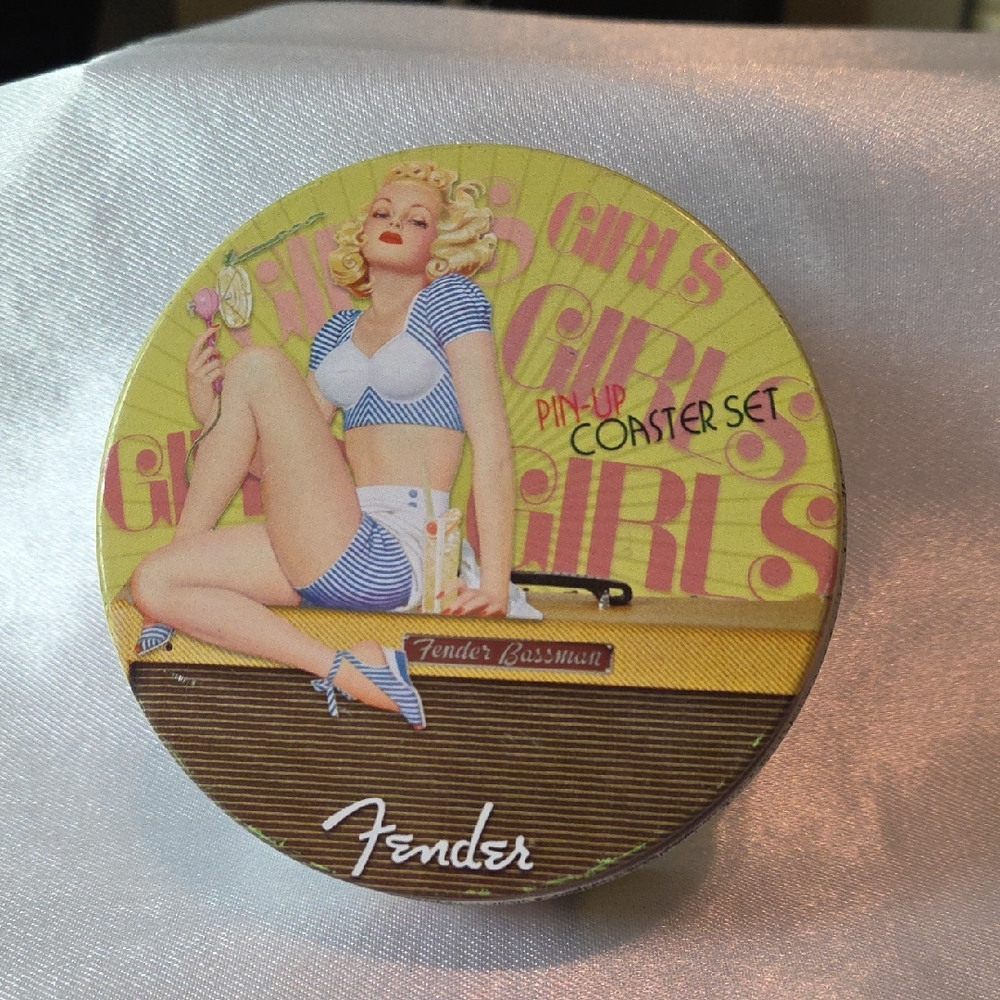 GIRLS
GIRLS
PIN-UP
COASTER SET
GIRLS
Fender Bassman
Fender